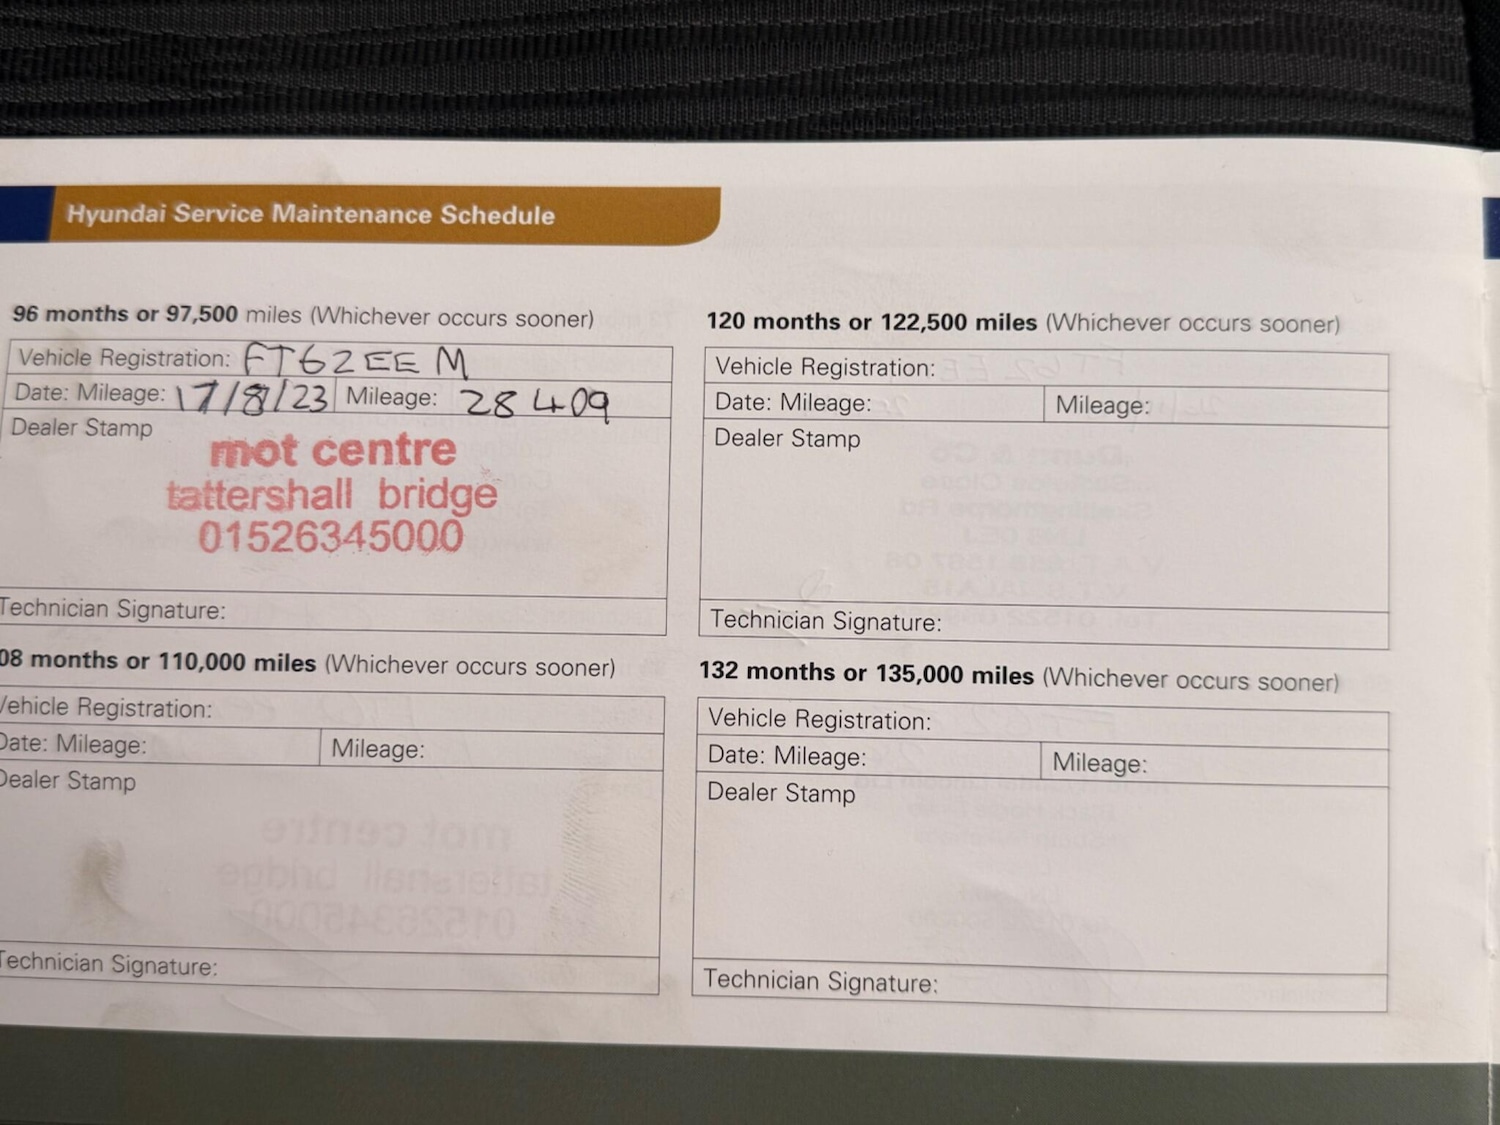 Hyundai Service Maintenance Schedule
96 months or 97,500 miles (Whichever occurs sooner)
Vehicle Registration: FT62EEM
Date: Mileage: 17/8/23 Mileage: 28409
Dealer Stamp
mot centre
tattershall bridge
01526345000
Technician Signature:
08 months or 110,000 miles (Whichever occurs sooner)
Vehicle Registration:
Date: Mileage: Mileage:
Dealer Stamp
Technician Signature:
120 months or 122,500 miles (Whichever occurs sooner)
Vehicle Registration:
Date: Mileage: Mileage:
Dealer Stamp
Technician Signature:
132 months or 135,000 miles (Whichever occurs sooner)
Vehicle Registration:
Date: Mileage: Mileage:
Dealer Stamp
Technician Signature: